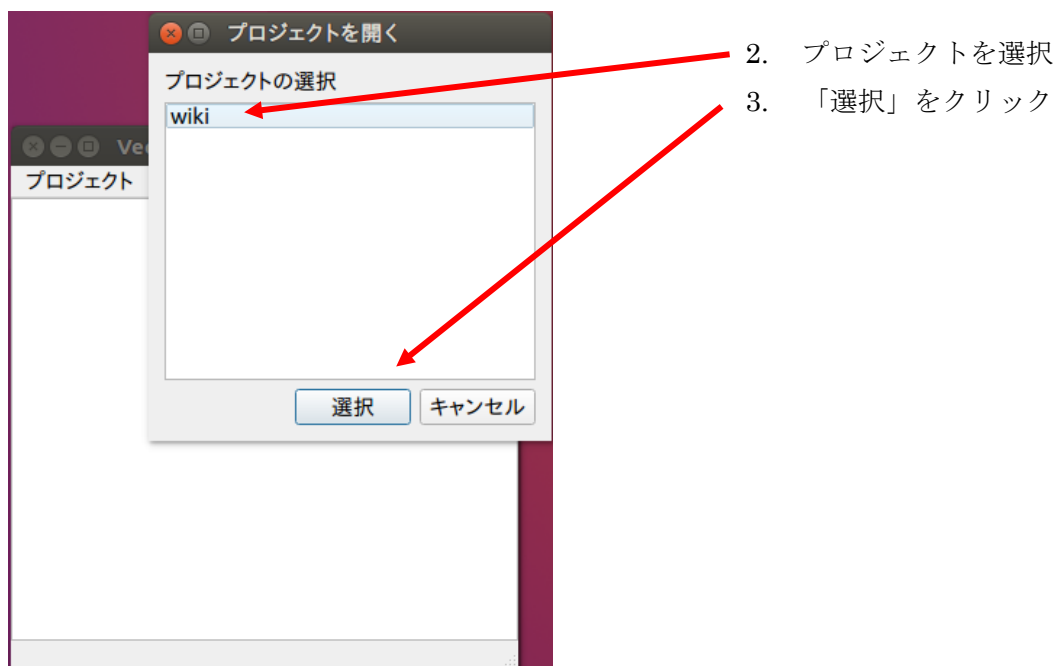 プロジェクトを開く
プロジェクトの選択
wiki
プロジェクト
選択
キャンセル
2. プロジェクトを選択
3. 「選択」をクリック